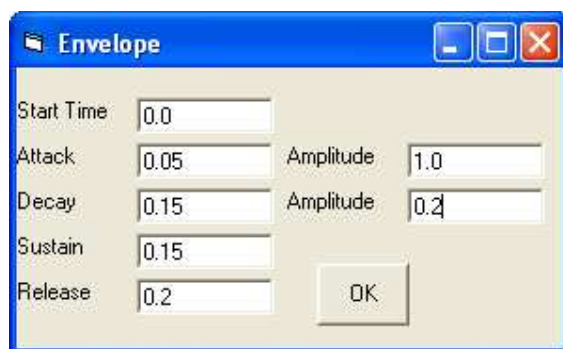 Envelope
Start Time 0.0
Attack 0.05 Amplitude 1.0
Decay 0.15 Amplitude 0.2
Sustain 0.15
Release 0.2
OK